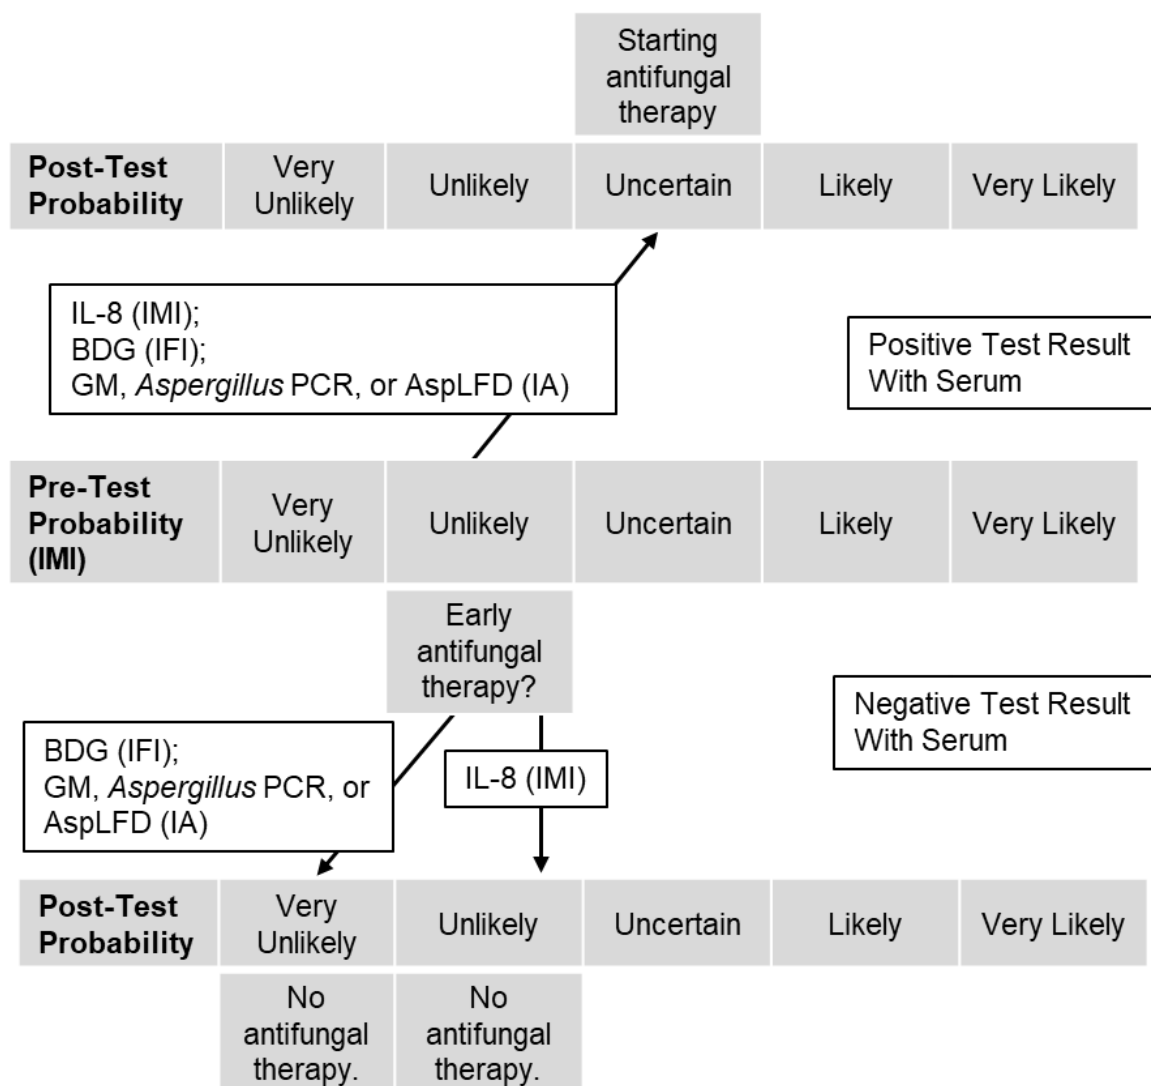 Starting
antifungal
therapy
Post-Test
Probability
Very
Unlikely
Unlikely
Uncertain
Likely
Very Likely
IL-8 (IMI);
BDG (IFI);
GM, Aspergillus PCR, or AspLFD (IA)
Positive Test Result
With Serum
Pre-Test
Probability
(IMI)
Very
Unlikely
Unlikely
Uncertain
Likely
Very Likely
Early
antifungal
therapy?
Negative Test Result
With Serum
BDG (IFI);
GM, Aspergillus PCR, or
AspLFD (IA)
IL-8 (IMI)
Post-Test
Probability
Very
Unlikely
Unlikely
Uncertain
Likely
Very Likely
No
antifungal
therapy.
No
antifungal
therapy.